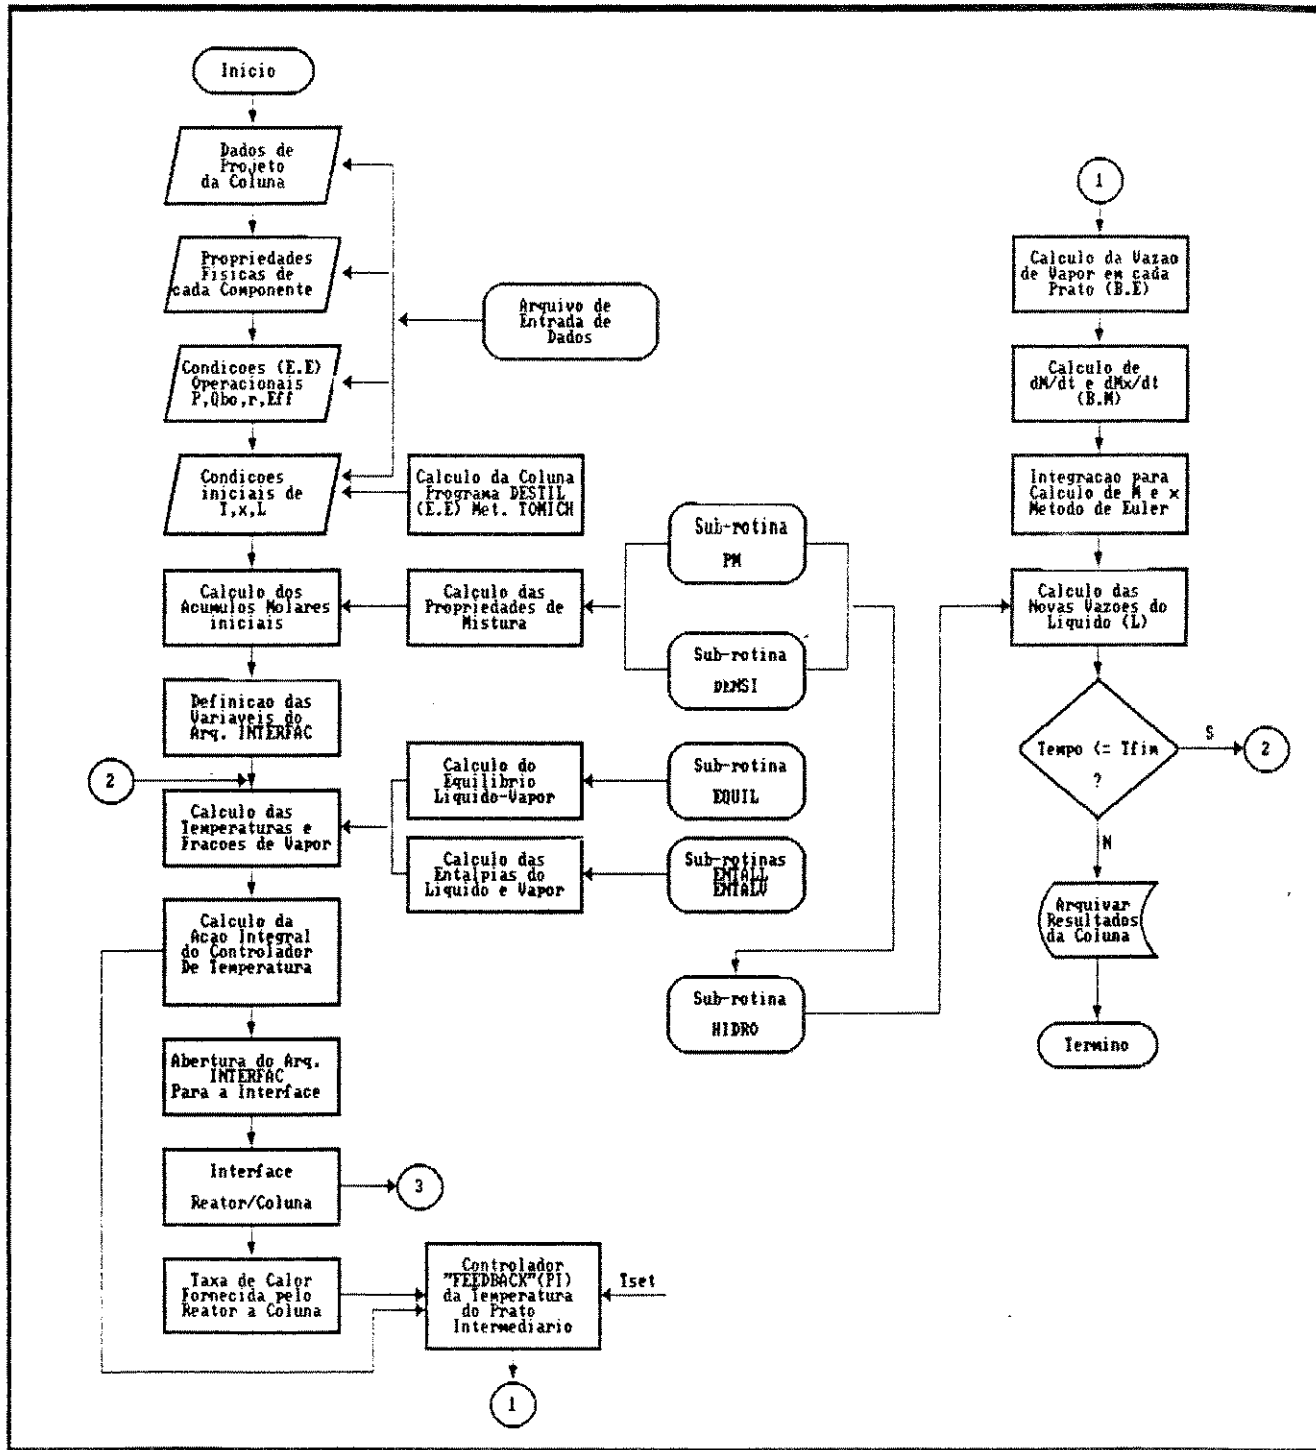 Início
Dados de
Projeto
da Coluna
Propriedades
Físicas de
cada Componente
Condicoes (E.E)
Operacionais
P,Qbo,r,Eff
Condicoes
iniciais de
T,x,L
Arquivo de
Entrada de
Dados
Calculo da Coluna
Programa DESTIL
(E.E) Met. TOMICH
Calculo dos
Acumulos Molares
iniciais
Calculo das
Propriedades de
Mistura
Sub-rotina
PM
Sub-rotina
DENSI
Definicao das
Variaveis do
Arq. INTERFAC
2
Calculo das
Temperaturas e
Fracoes de Vapor
Calculo do
Equilibrio
Liquido-Vapor
Sub-rotina
EQUIL
Calculo das
Entalpias do
Liquido e Vapor
Sub-rotinas
ENTALL
ENTALV
Calculo da
Acao Integral
do Controlador
De Temperatura
Sub-rotina
HIDRO
Abertura do Arq.
INTERFAC
Para a Interface
Interface
Reator/Coluna
3
Taxa de Calor
Fornecida pelo
Reator a Coluna
Controlador
"FEEDBACK"(PI)
da Temperatura
do Prato
Intermediario
Tset
1
1
Calculo da Vazao
de Vapor em cada
Prato (B.E)
Calculo de
dM/dt e dMx/dt
(B.M)
Integracao para
Calculo de M e x
Metodo de Euler
Calculo das
Novas Vazoes do
Liquido (L)
Tempo <= Tfim
?
S
2
N
Arquivar
Resultados
da Coluna
Termino